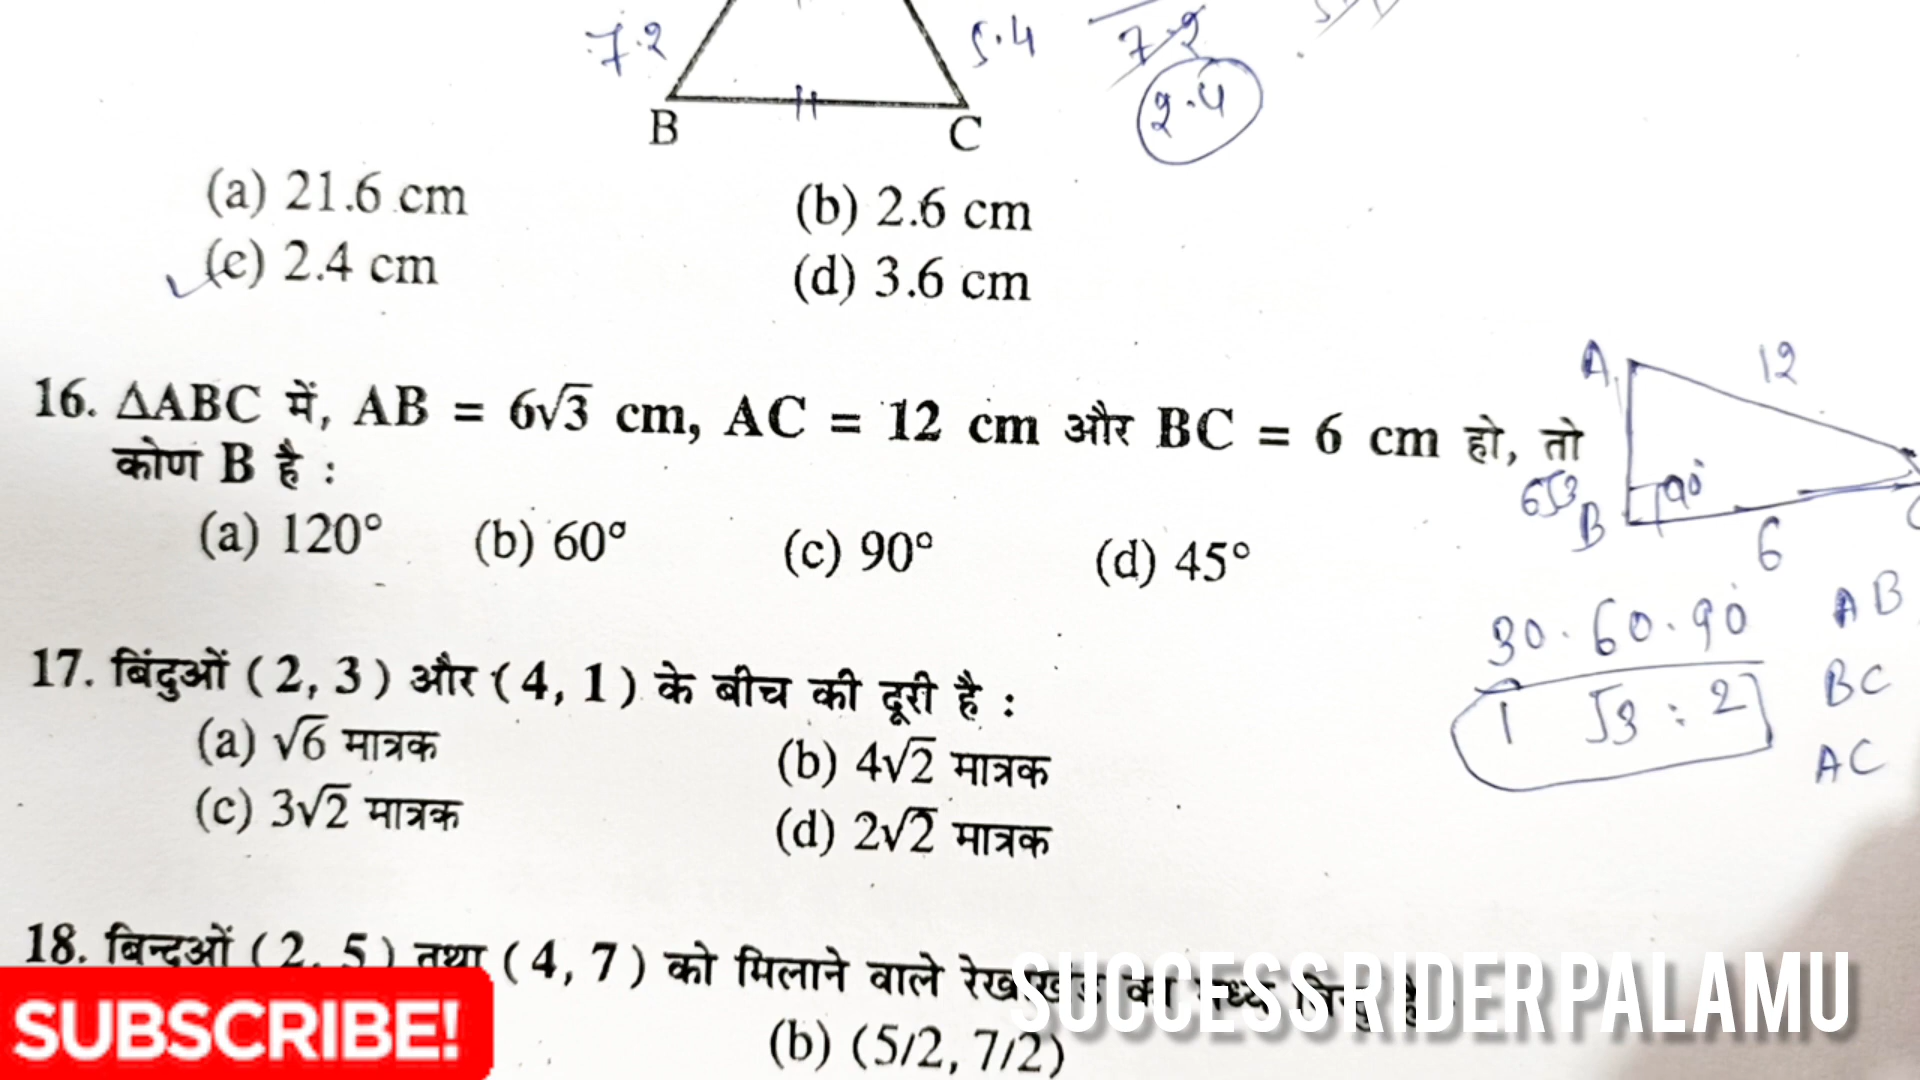 7.2 5.4 7.2
2.4
B C
(a) 21.6 cm (b) 2.6 cm
(c) 2.4 cm (d) 3.6 cm
A 12
16. ΔABC में, AB = 6√3 cm, AC = 12 cm और BC = 6 cm हो, तो
कोण B है :
6√3 B 90° 6 C
(a) 120° (b) 60° (c) 90° (d) 45°
30. 60. 90 AB
17. बिंदुओं (2, 3) और (4, 1) के बीच की दूरी है :
1 √3 : 2 BC
(a) √6 मात्रक (b) 4√2 मात्रक
AC
(c) 3√2 मात्रक (d) 2√2 मात्रक
18. बिन्दुओं (2, 5) तथा (4, 7) को मिलाने वाले रेखाखंड का मध्य बिन्दु है
SUCCESS RIDER PALAMU
SUBSCRIBE!
(b) (5/2, 7/2)